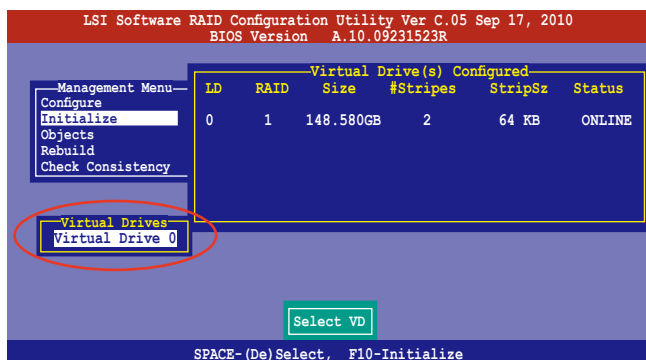 LSI Software RAID Configuration Utility Ver C.05 Sep 17, 2010
BIOS Version A.10.09231523R
Virtual Drive(s) Configured
LD RAID Size #Stripes StripSz Status
0 1 148.580GB 2 64 KB ONLINE
Management Menu
Configure
Initialize
Objects
Rebuild
Check Consistency
Virtual Drives
Virtual Drive 0
Select VD
SPACE-(De)Select, F10-Initialize